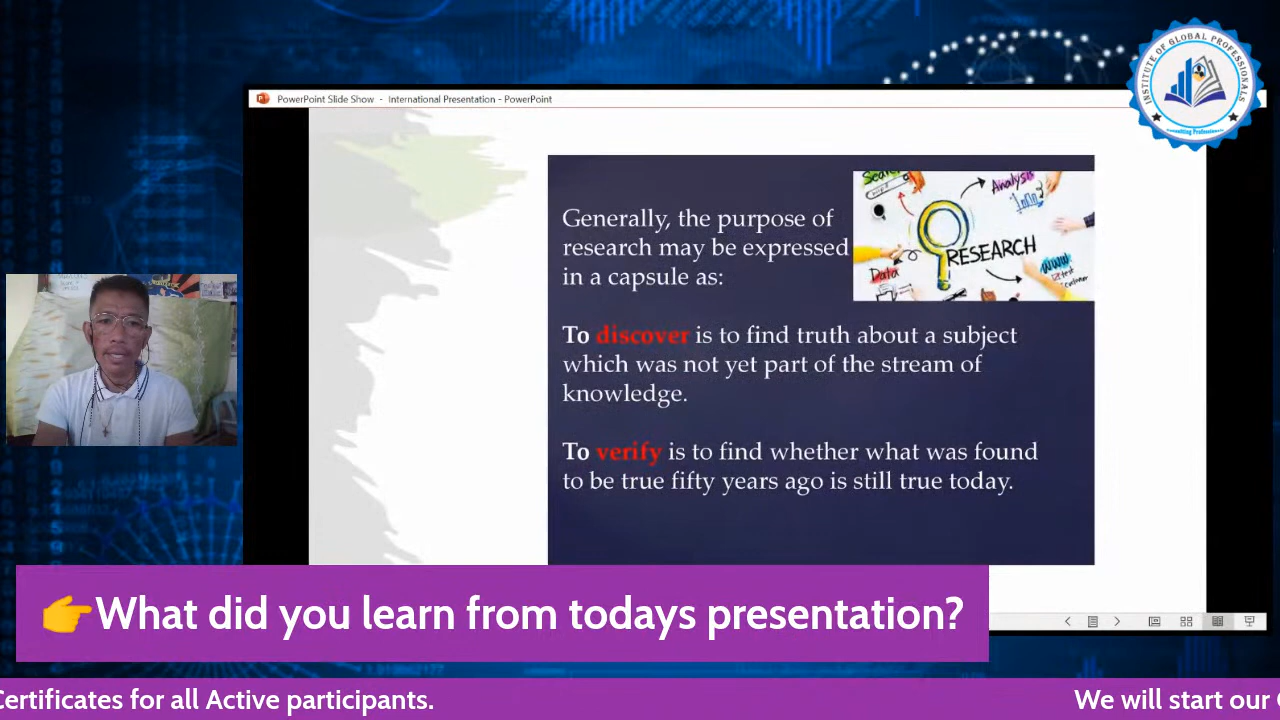 INSTITUTE OF GLOBAL PROFESSIONALS
Consulting Professionals
PowerPoint Slide Show - International Presentation - PowerPoint
Generally, the purpose of
research may be expressed
in a capsule as:
Analysis
RESEARCH
Data
www
To discover is to find truth about a subject
which was not yet part of the stream of
knowledge.
To verify is to find whether what was found
to be true fifty years ago is still true today.
👉What did you learn from todays presentation?
Certificates for all Active participants.
We will start our